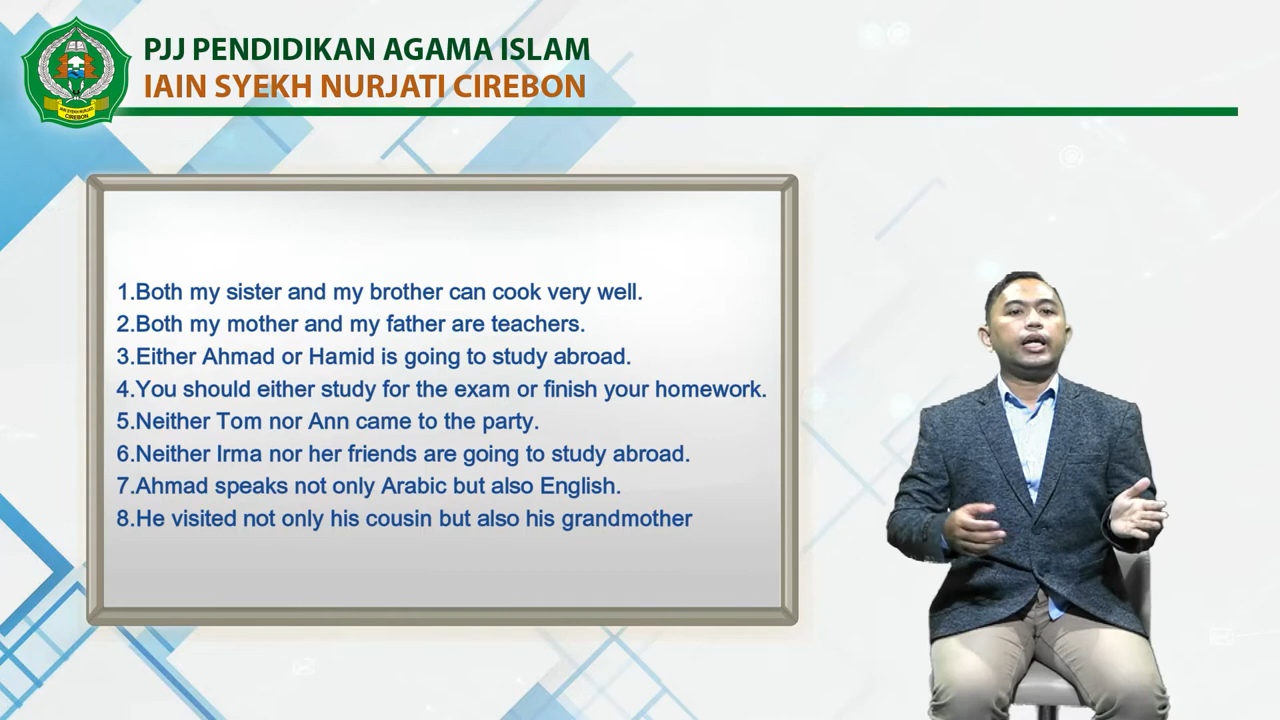 PJJ PENDIDIKAN AGAMA ISLAM
IAIN SYEKH NURJATI CIREBON
IAIN SYEKH NURJATI
CIREBON
1.Both my sister and my brother can cook very well.
2.Both my mother and my father are teachers.
3.Either Ahmad or Hamid is going to study abroad.
4.You should either study for the exam or finish your homework.
5.Neither Tom nor Ann came to the party.
6.Neither Irma nor her friends are going to study abroad.
7.Ahmad speaks not only Arabic but also English.
8.He visited not only his cousin but also his grandmother